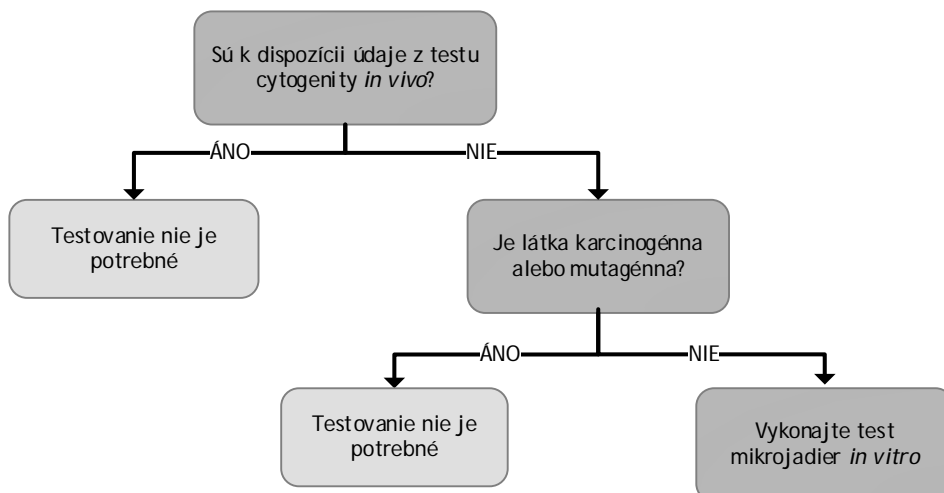 Sú k dispozícii údaje z testu
cytogenity in vivo?
ÁNO
NIE
Testovanie nie je
potrebné
Je látka karcinogénna
alebo mutagénna?
ÁNO
NIE
Testovanie nie je
potrebné
Vykonajte test
mikrojadier in vitro